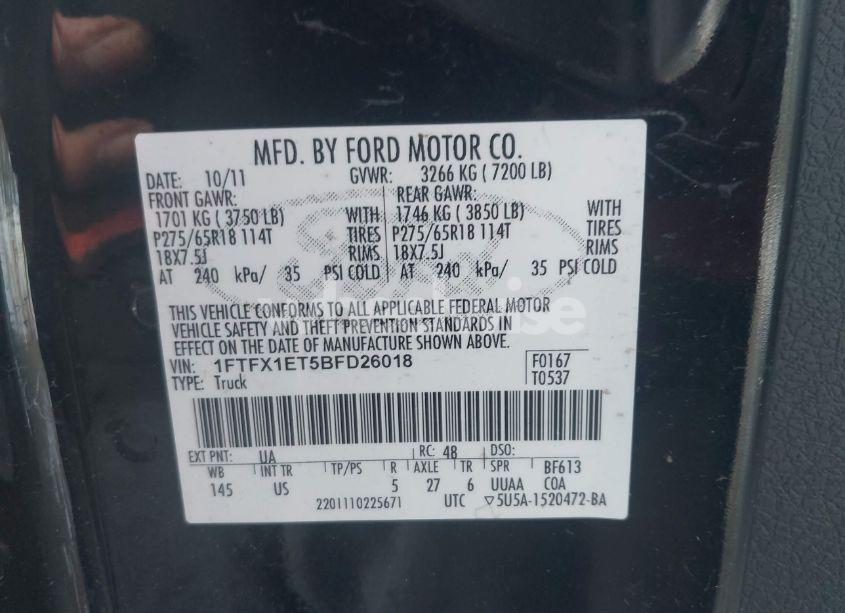 MFD. BY FORD MOTOR CO.
DATE: 10/11 GVWR: 3266 KG ( 7200 LB)
FRONT GAWR: REAR GAWR:
1701 KG ( 3750 LB) WITH 1746 KG ( 3850 LB) WITH
P275/65R18 114T TIRES P275/65R18 114T TIRES
18X7.5J RIMS 18X7.5J RIMS
AT 240 kPa/ 35 PSI COLD AT 240 kPa/ 35 PSI COLD
THIS VEHICLE CONFORMS TO ALL APPLICABLE FEDERAL MOTOR
VEHICLE SAFETY AND THEFT PREVENTION STANDARDS IN
EFFECT ON THE DATE OF MANUFACTURE SHOWN ABOVE.
VIN: 1FTFX1ET5BFD26018 F0167
TYPE: Truck T0537
EXT PNT: UA RC: 48 DSO:
WB INT TR TP/PS R AXLE TR SPR BF613
145 US 5 27 6 UUAA COA
2201110225671 UTC ▽5U5A-1520472-BA